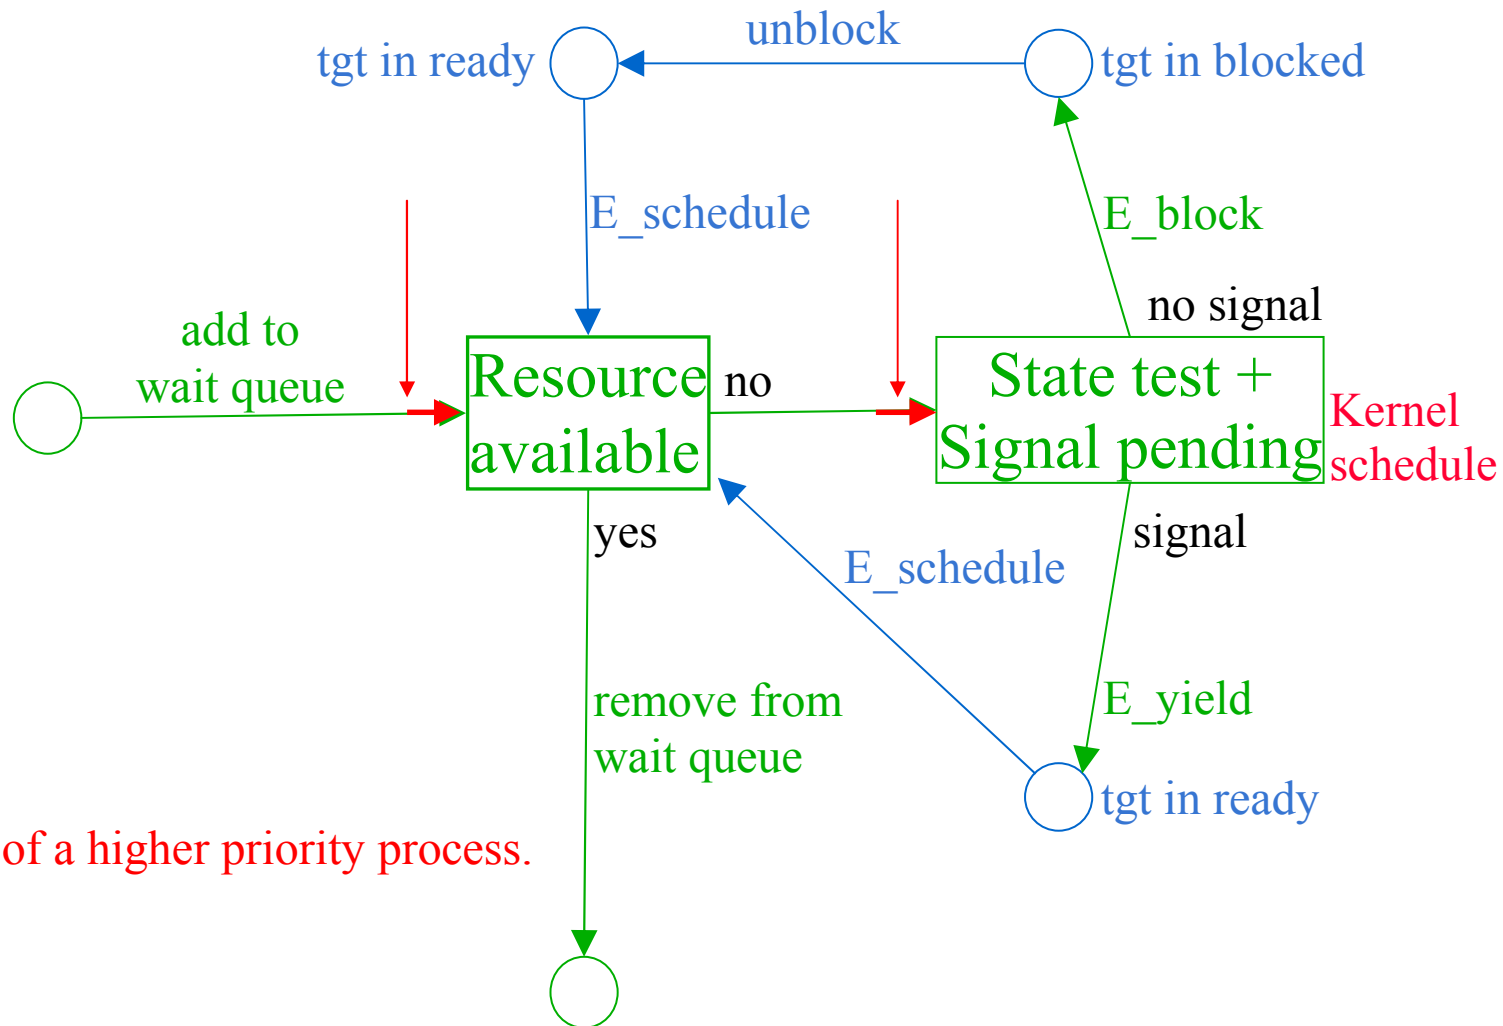 unblock
tgt in ready
tgt in blocked
E_schedule
E_block
no signal
add to
wait queue
Resource
available
no
State test +
Signal pending
Kernel
schedule
yes
signal
E_schedule
remove from
wait queue
E_yield
tgt in ready
of a higher priority process.